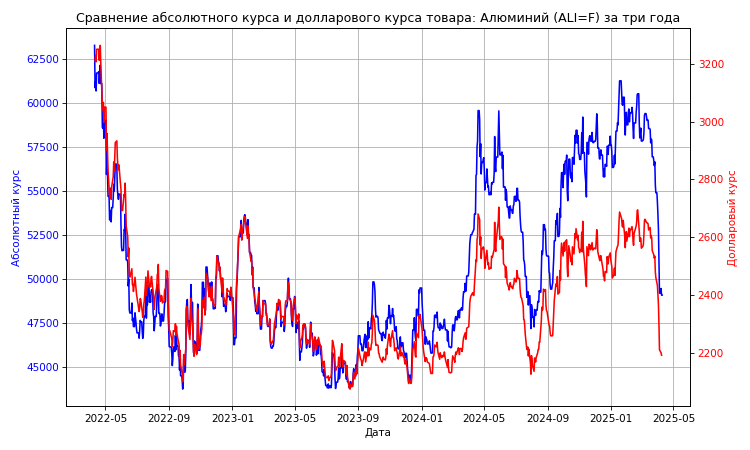 Сравнение абсолютного курса и долларового курса товара: Алюминий (ALI=F) за три года
62500
60000
57500
55000
52500
50000
47500
45000
Абсолютный курс
3200
3000
2800
2600
2400
2200
Долларовый курс
2022-05 2022-09 2023-01 2023-05 2023-09 2024-01 2024-05 2024-09 2025-01 2025-05
Дата